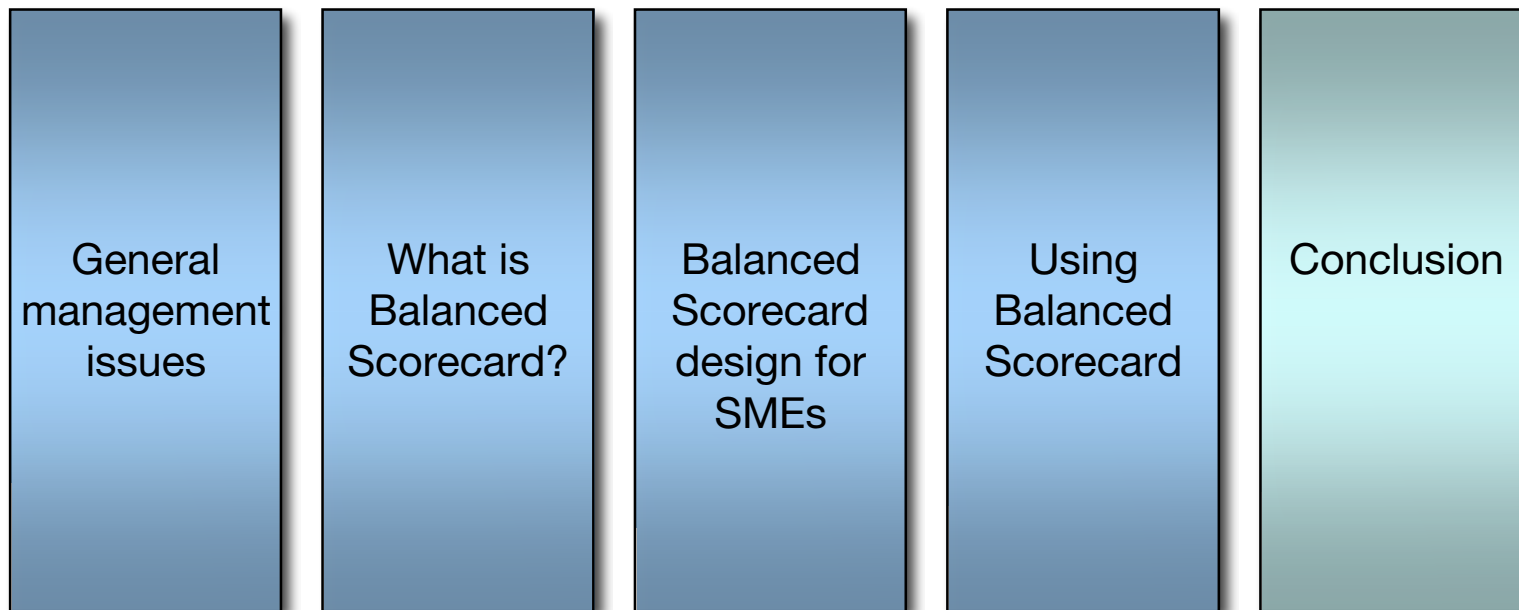 General
management
issues
What is
Balanced
Scorecard?
Balanced
Scorecard
design for
SMEs
Using
Balanced
Scorecard
Conclusion